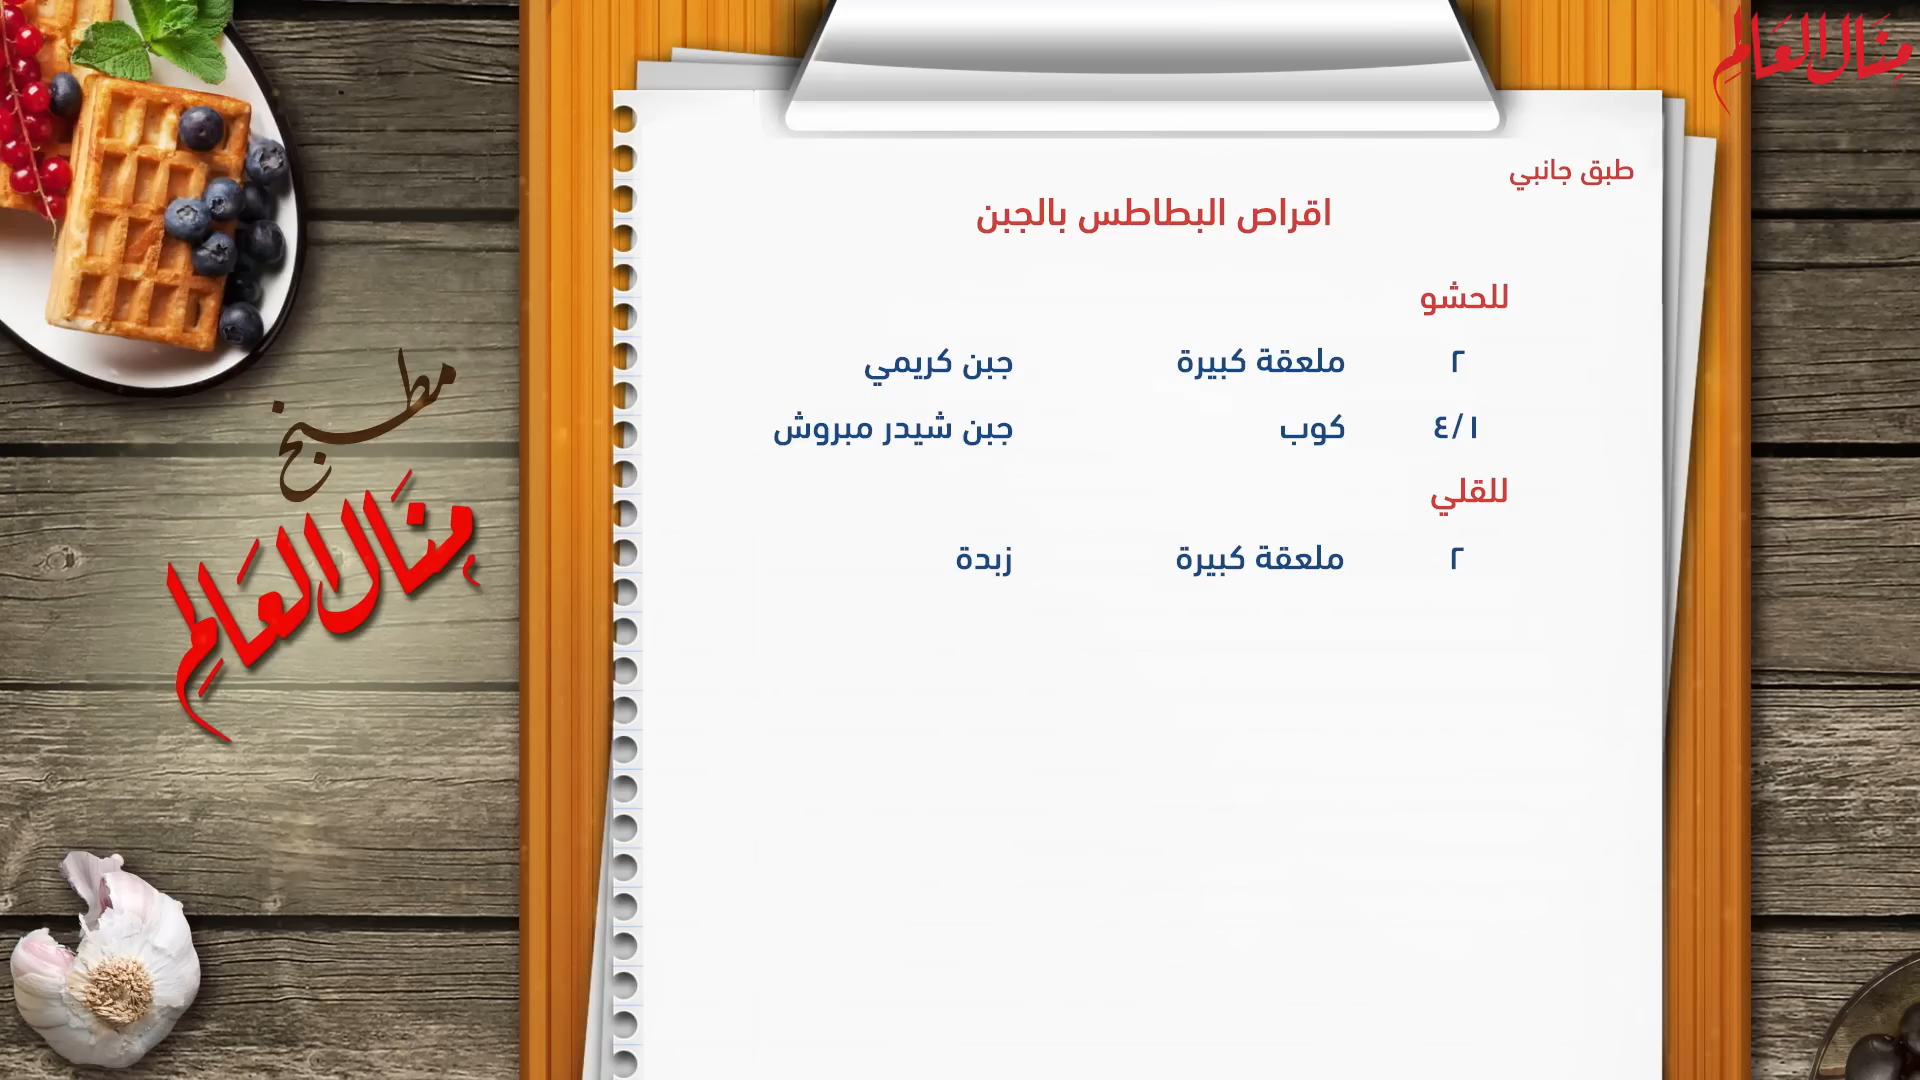 منال العالم
طبق جانبي
اقراص البطاطس بالجبن
للحشو
٢ ملعقة كبيرة جبن كريمي
٤/١ كوب جبن شيدر مبروش
للقلي
٢ ملعقة كبيرة زبدة
مطبخ
منال العالم